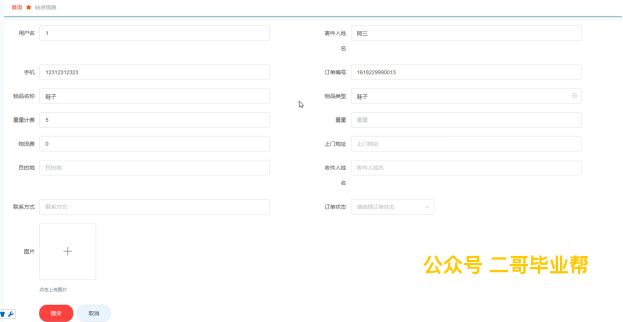 首页 站点信息
用户名 1 寄件人姓名 周三
手机 12312312323 订单编号 1618229990013
物品名称 鞋子 物品类型 鞋子
重量计费 5 重量 重量
物流费 0 上门地址 上门地址
目的地 目的地 收件人姓名 收件人姓名
联系方式 联系方式 订单状态 请选择订单状态
图片
点击上传图片
公众号 二哥毕业帮
提交 取消